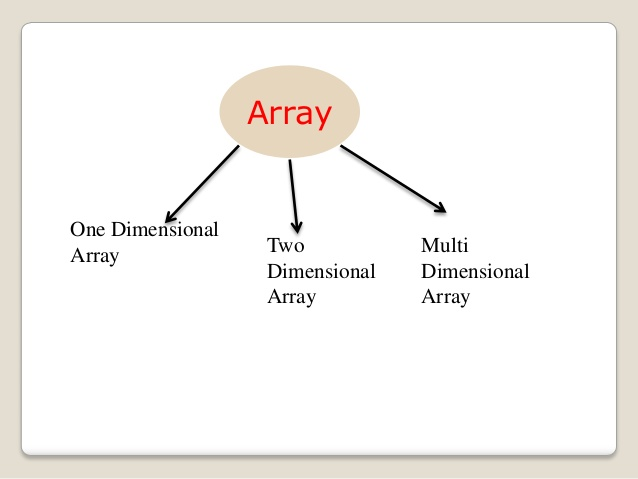 Array
One Dimensional
Array
Two
Dimensional
Array
Multi
Dimensional
Array